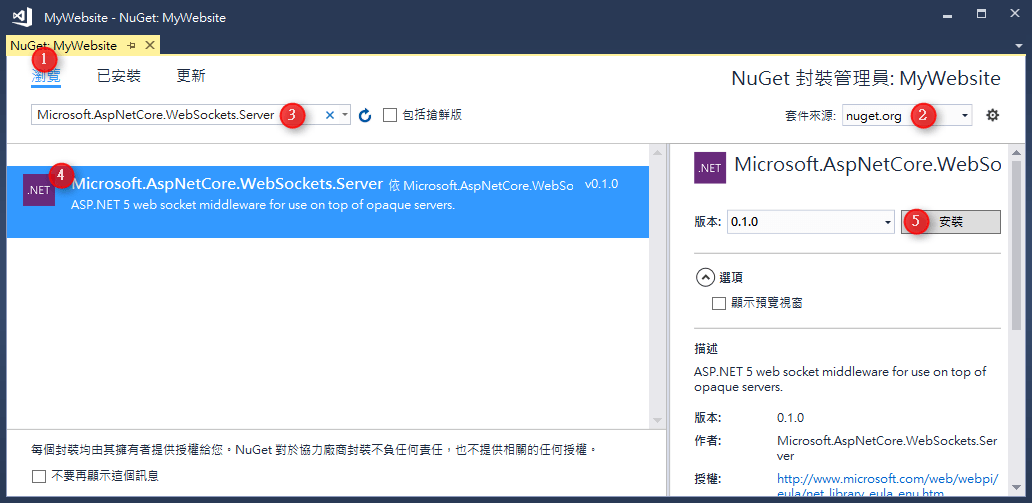 MyWebsite - NuGet: MyWebsite
NuGet: MyWebsite
1
瀏覽 已安裝 更新
NuGet 封裝管理員: MyWebsite
Microsoft.AspNetCore.WebSockets.Server 3 包括搶鮮版
套件來源: nuget.org 2
4
.NET Microsoft.AspNetCore.WebSockets.Server 依 Microsoft.AspNetCore.WebSo v0.1.0
ASP.NET 5 web socket middleware for use on top of opaque servers.
每個封裝均由其擁有者提供授權給您。NuGet 對於協力廠商封裝不負任何責任，也不提供相關的任何授權。
不要再顯示這個訊息
.NET Microsoft.AspNetCore.WebSo
版本: 0.1.0 5 安裝
選項
顯示預覽視窗
描述
ASP.NET 5 web socket middleware for use on top of
opaque servers.
版本: 0.1.0
作者: Microsoft.AspNetCore.WebSockets.Ser
ver
授權: http://www.microsoft.com/web/webpi/
eula/net_library_eula_enu.htm